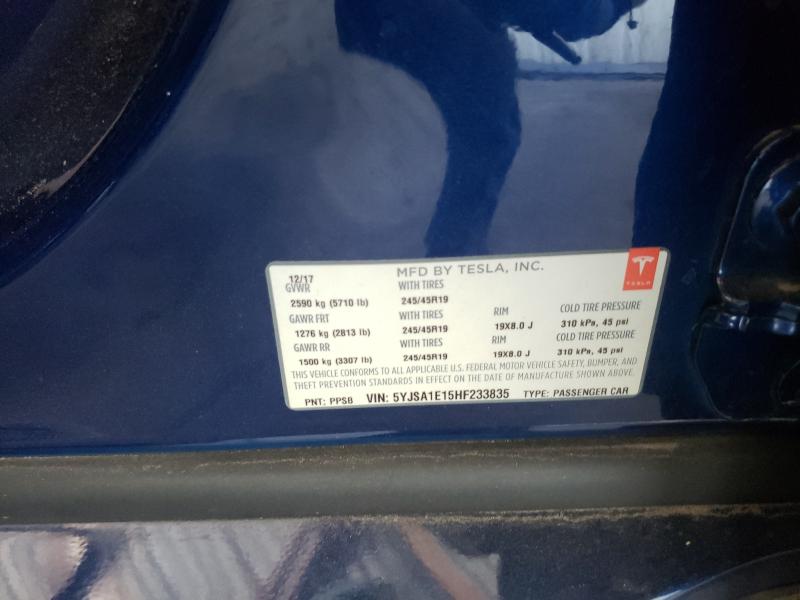 12/17 MFD BY TESLA, INC.
GVWR WITH TIRES
2590 kg (5710 lb) 245/45R19
GAWR FRT WITH TIRES RIM COLD TIRE PRESSURE
1276 kg (2813 lb) 245/45R19 19X8.0 J 310 kPa, 45 psi
GAWR RR WITH TIRES RIM COLD TIRE PRESSURE
1500 kg (3307 lb) 245/45R19 19X8.0 J 310 kPa, 45 psi
THIS VEHICLE CONFORMS TO ALL APPLICABLE U.S. FEDERAL MOTOR VEHICLE SAFETY, BUMPER, AND
THEFT PREVENTION STANDARDS IN EFFECT ON THE DATE OF MANUFACTURE SHOWN ABOVE.
PNT: PPSB VIN: 5YJSA1E15HF233835 TYPE: PASSENGER CAR
TESLA